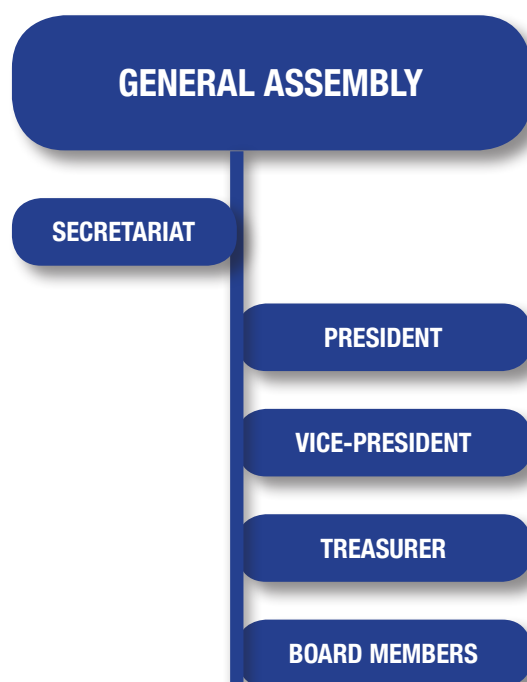 GENERAL ASSEMBLY
SECRETARIAT
PRESIDENT
VICE-PRESIDENT
TREASURER
BOARD MEMBERS